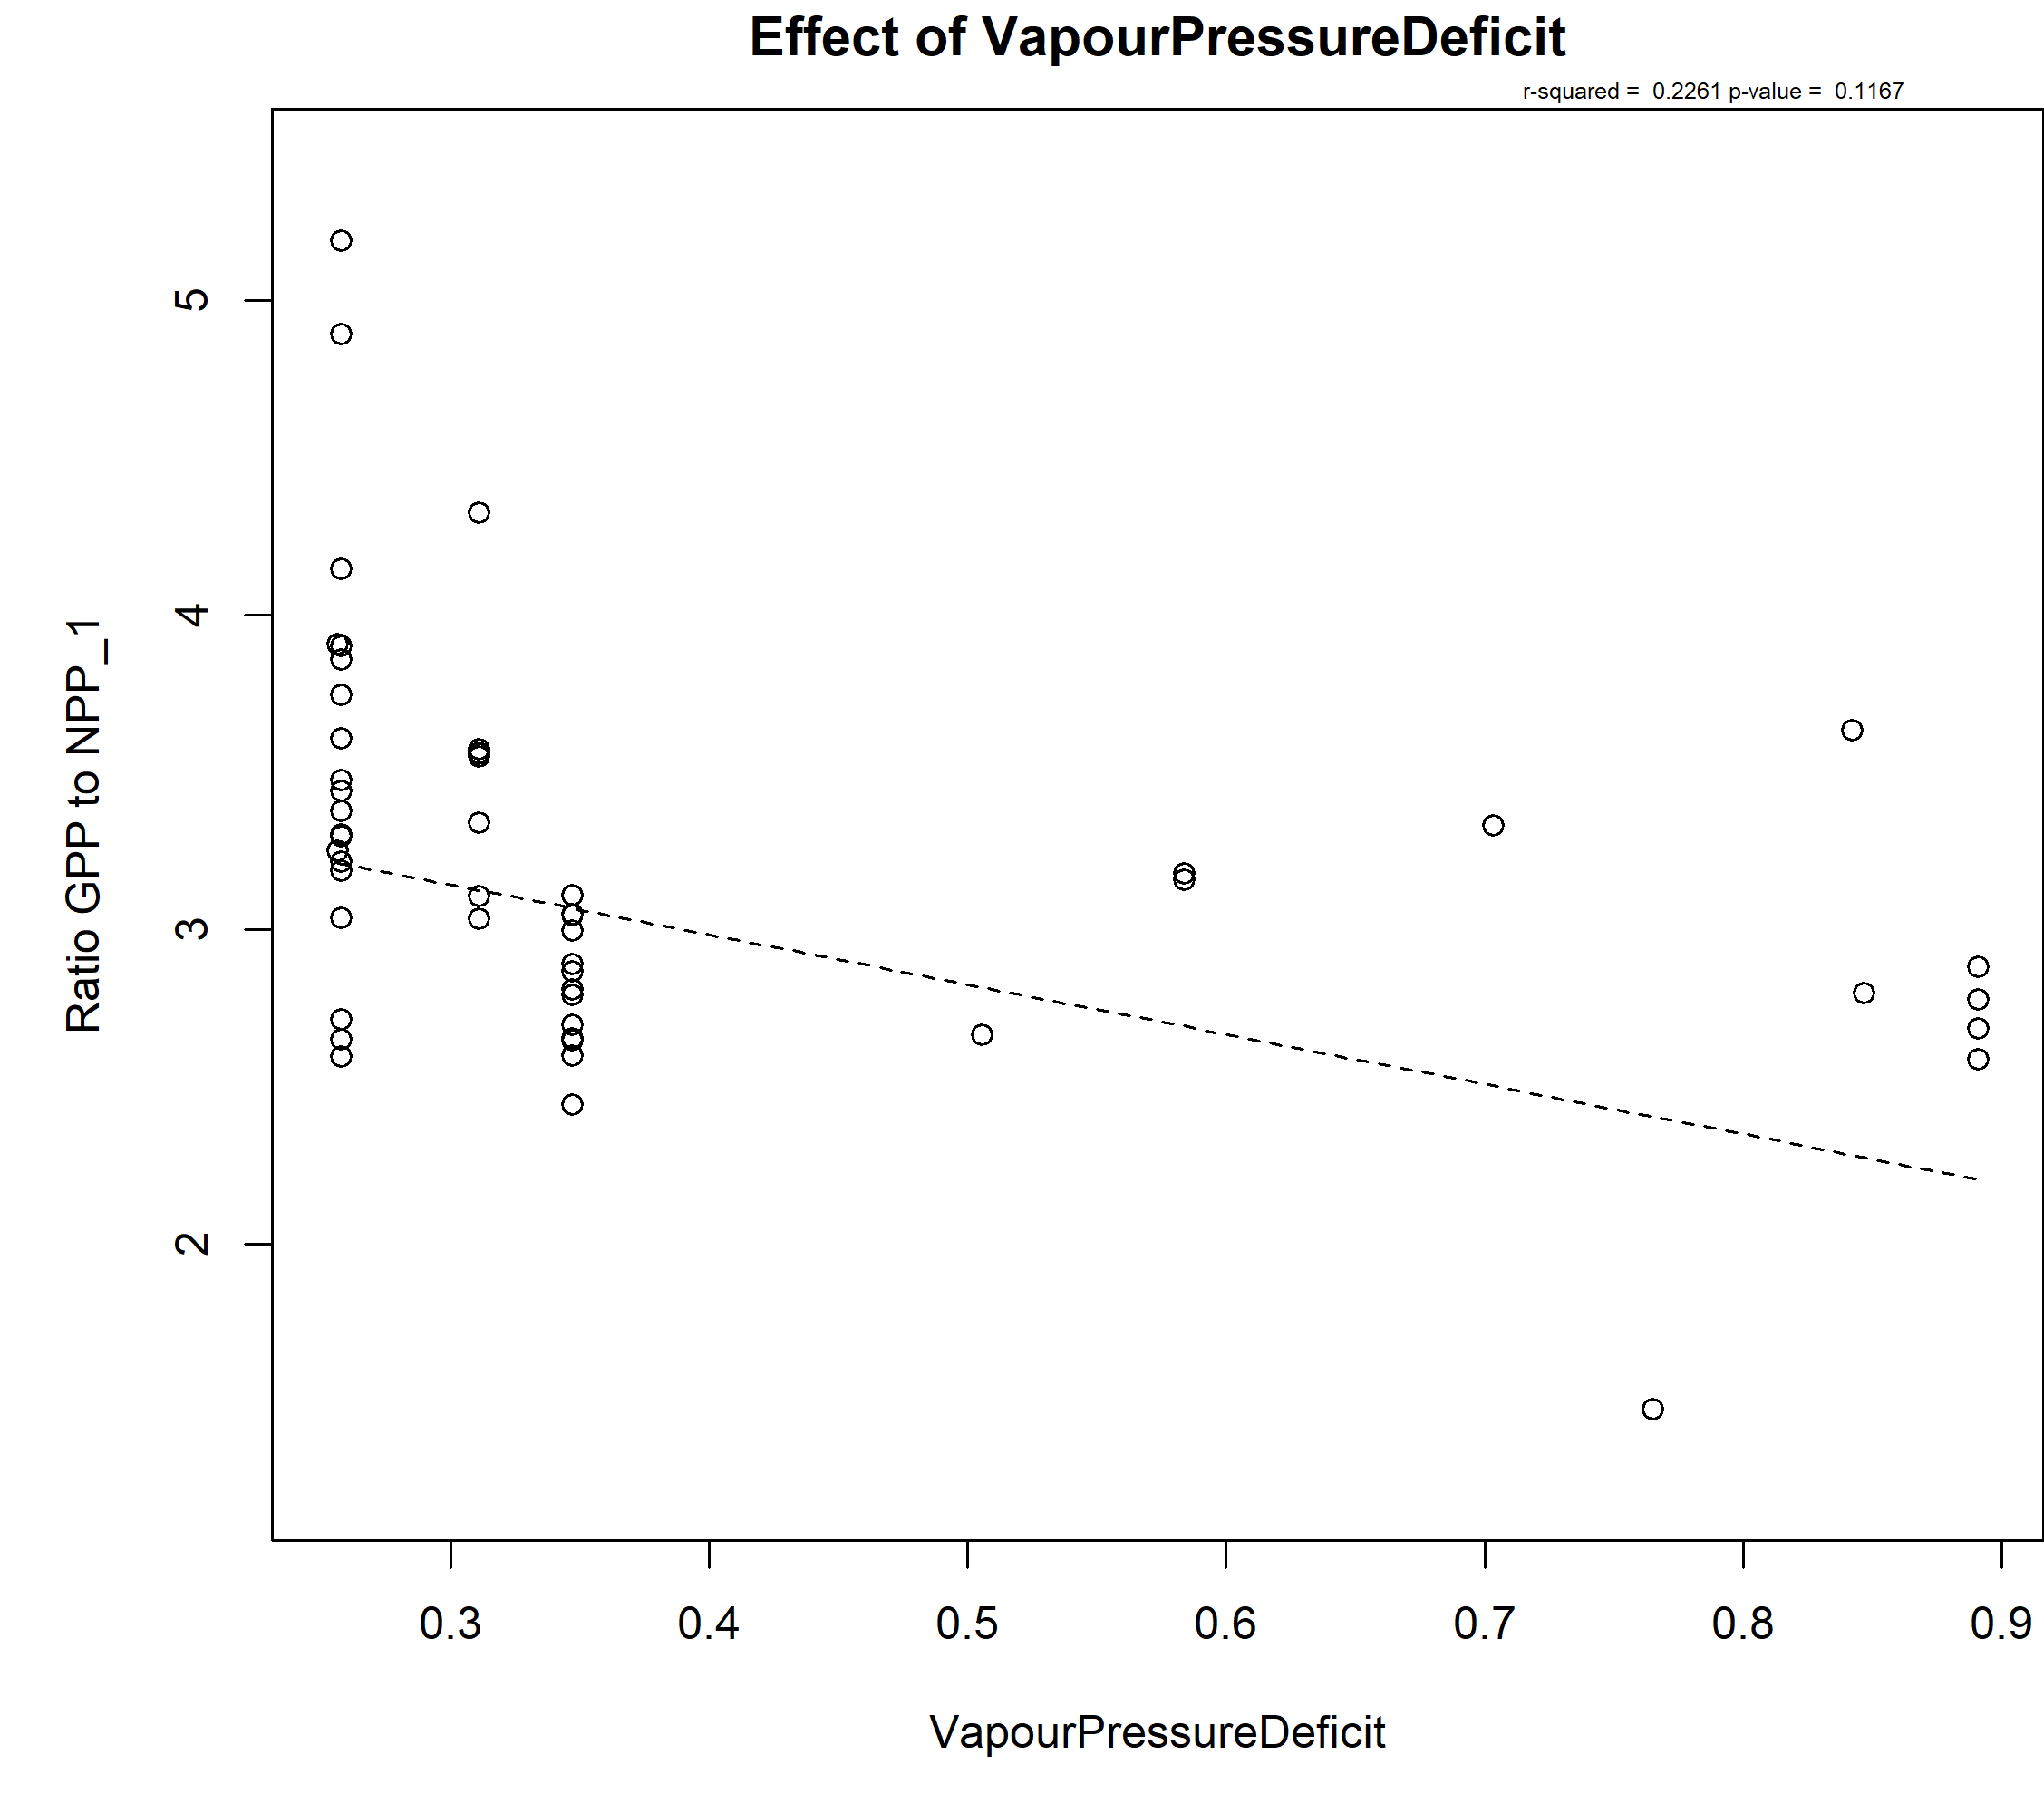 Effect of VapourPressureDeficit
r-squared = 0.2261 p-value = 0.1167
Ratio GPP to NPP_1
5
4
3
2
0.3 0.4 0.5 0.6 0.7 0.8 0.9
VapourPressureDeficit